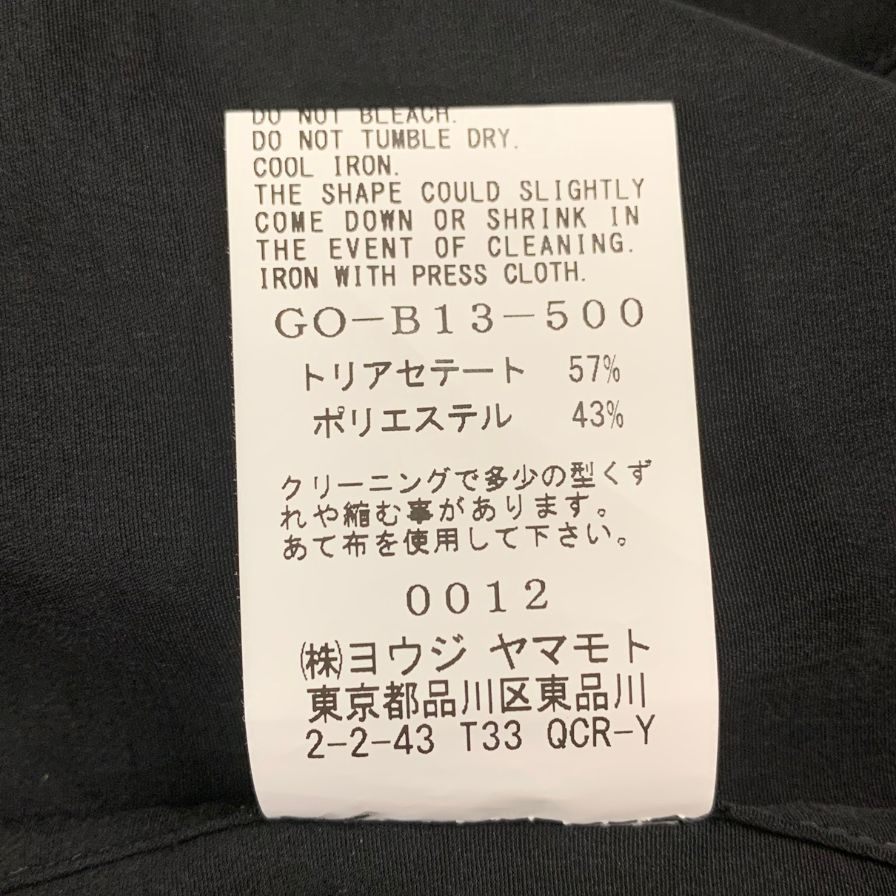 DO NOT BLEACH.
DO NOT TUMBLE DRY.
COOL IRON.
THE SHAPE COULD SLIGHTLY
COME DOWN OR SHRINK IN
THE EVENT OF CLEANING.
IRON WITH PRESS CLOTH.
GO-B13-500
トリアセテート 57%
ポリエステル 43%
クリーニングで多少の型くず
れや縮む事があります。
あて布を使用して下さい。
0012
(株)ヨウジ ヤマモト
東京都品川区東品川
2-2-43 T33 QCR-Y